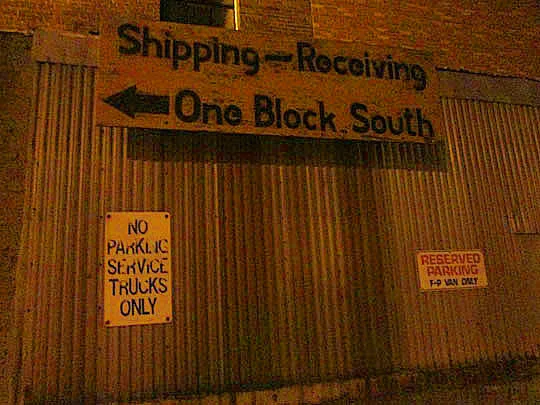 Shipping - Receiving
One Block South
NO
PARKING
SERVICE
TRUCKS
ONLY
RESERVED
PARKING
F-P VAN ONLY